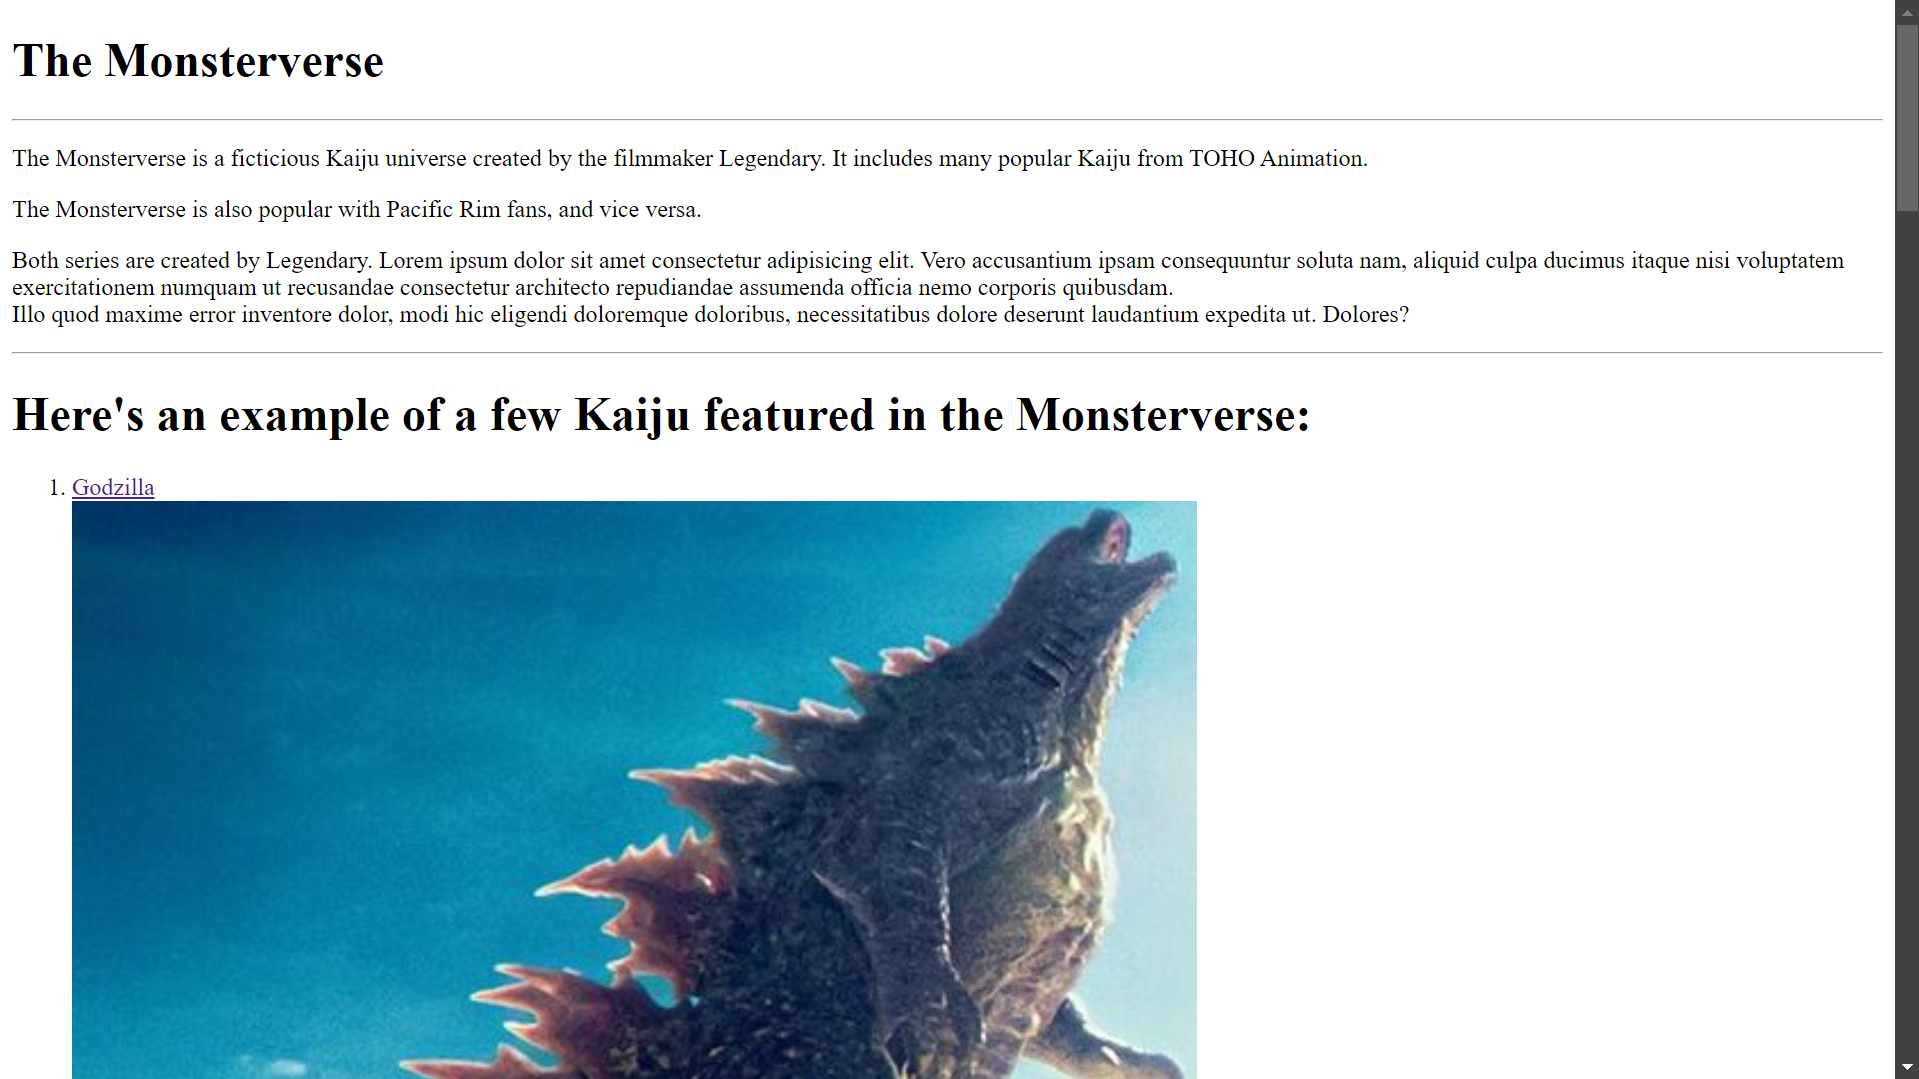 The Monsterverse
The Monsterverse is a ficticious Kaiju universe created by the filmmaker Legendary. It includes many popular Kaiju from TOHO Animation.
The Monsterverse is also popular with Pacific Rim fans, and vice versa.
Both series are created by Legendary. Lorem ipsum dolor sit amet consectetur adipisicing elit. Vero accusantium ipsam consequuntur soluta nam, aliquid culpa ducimus itaque nisi voluptatem
exercitationem numquam ut recusandae consectetur architecto repudiandae assumenda officia nemo corporis quibusdam.
Illo quod maxime error inventore dolor, modi hic eligendi doloremque doloribus, necessitatibus dolore deserunt laudantium expedita ut. Dolores?
Here's an example of a few Kaiju featured in the Monsterverse:
1. Godzilla